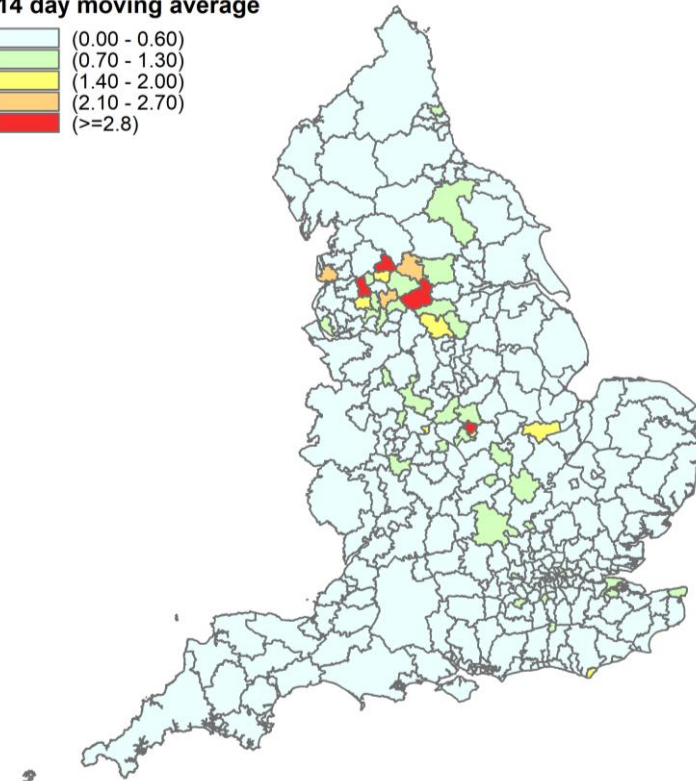 14 day moving average
(0.00 - 0.60)
(0.70 - 1.30)
(1.40 - 2.00)
(2.10 - 2.70)
(>=2.8)